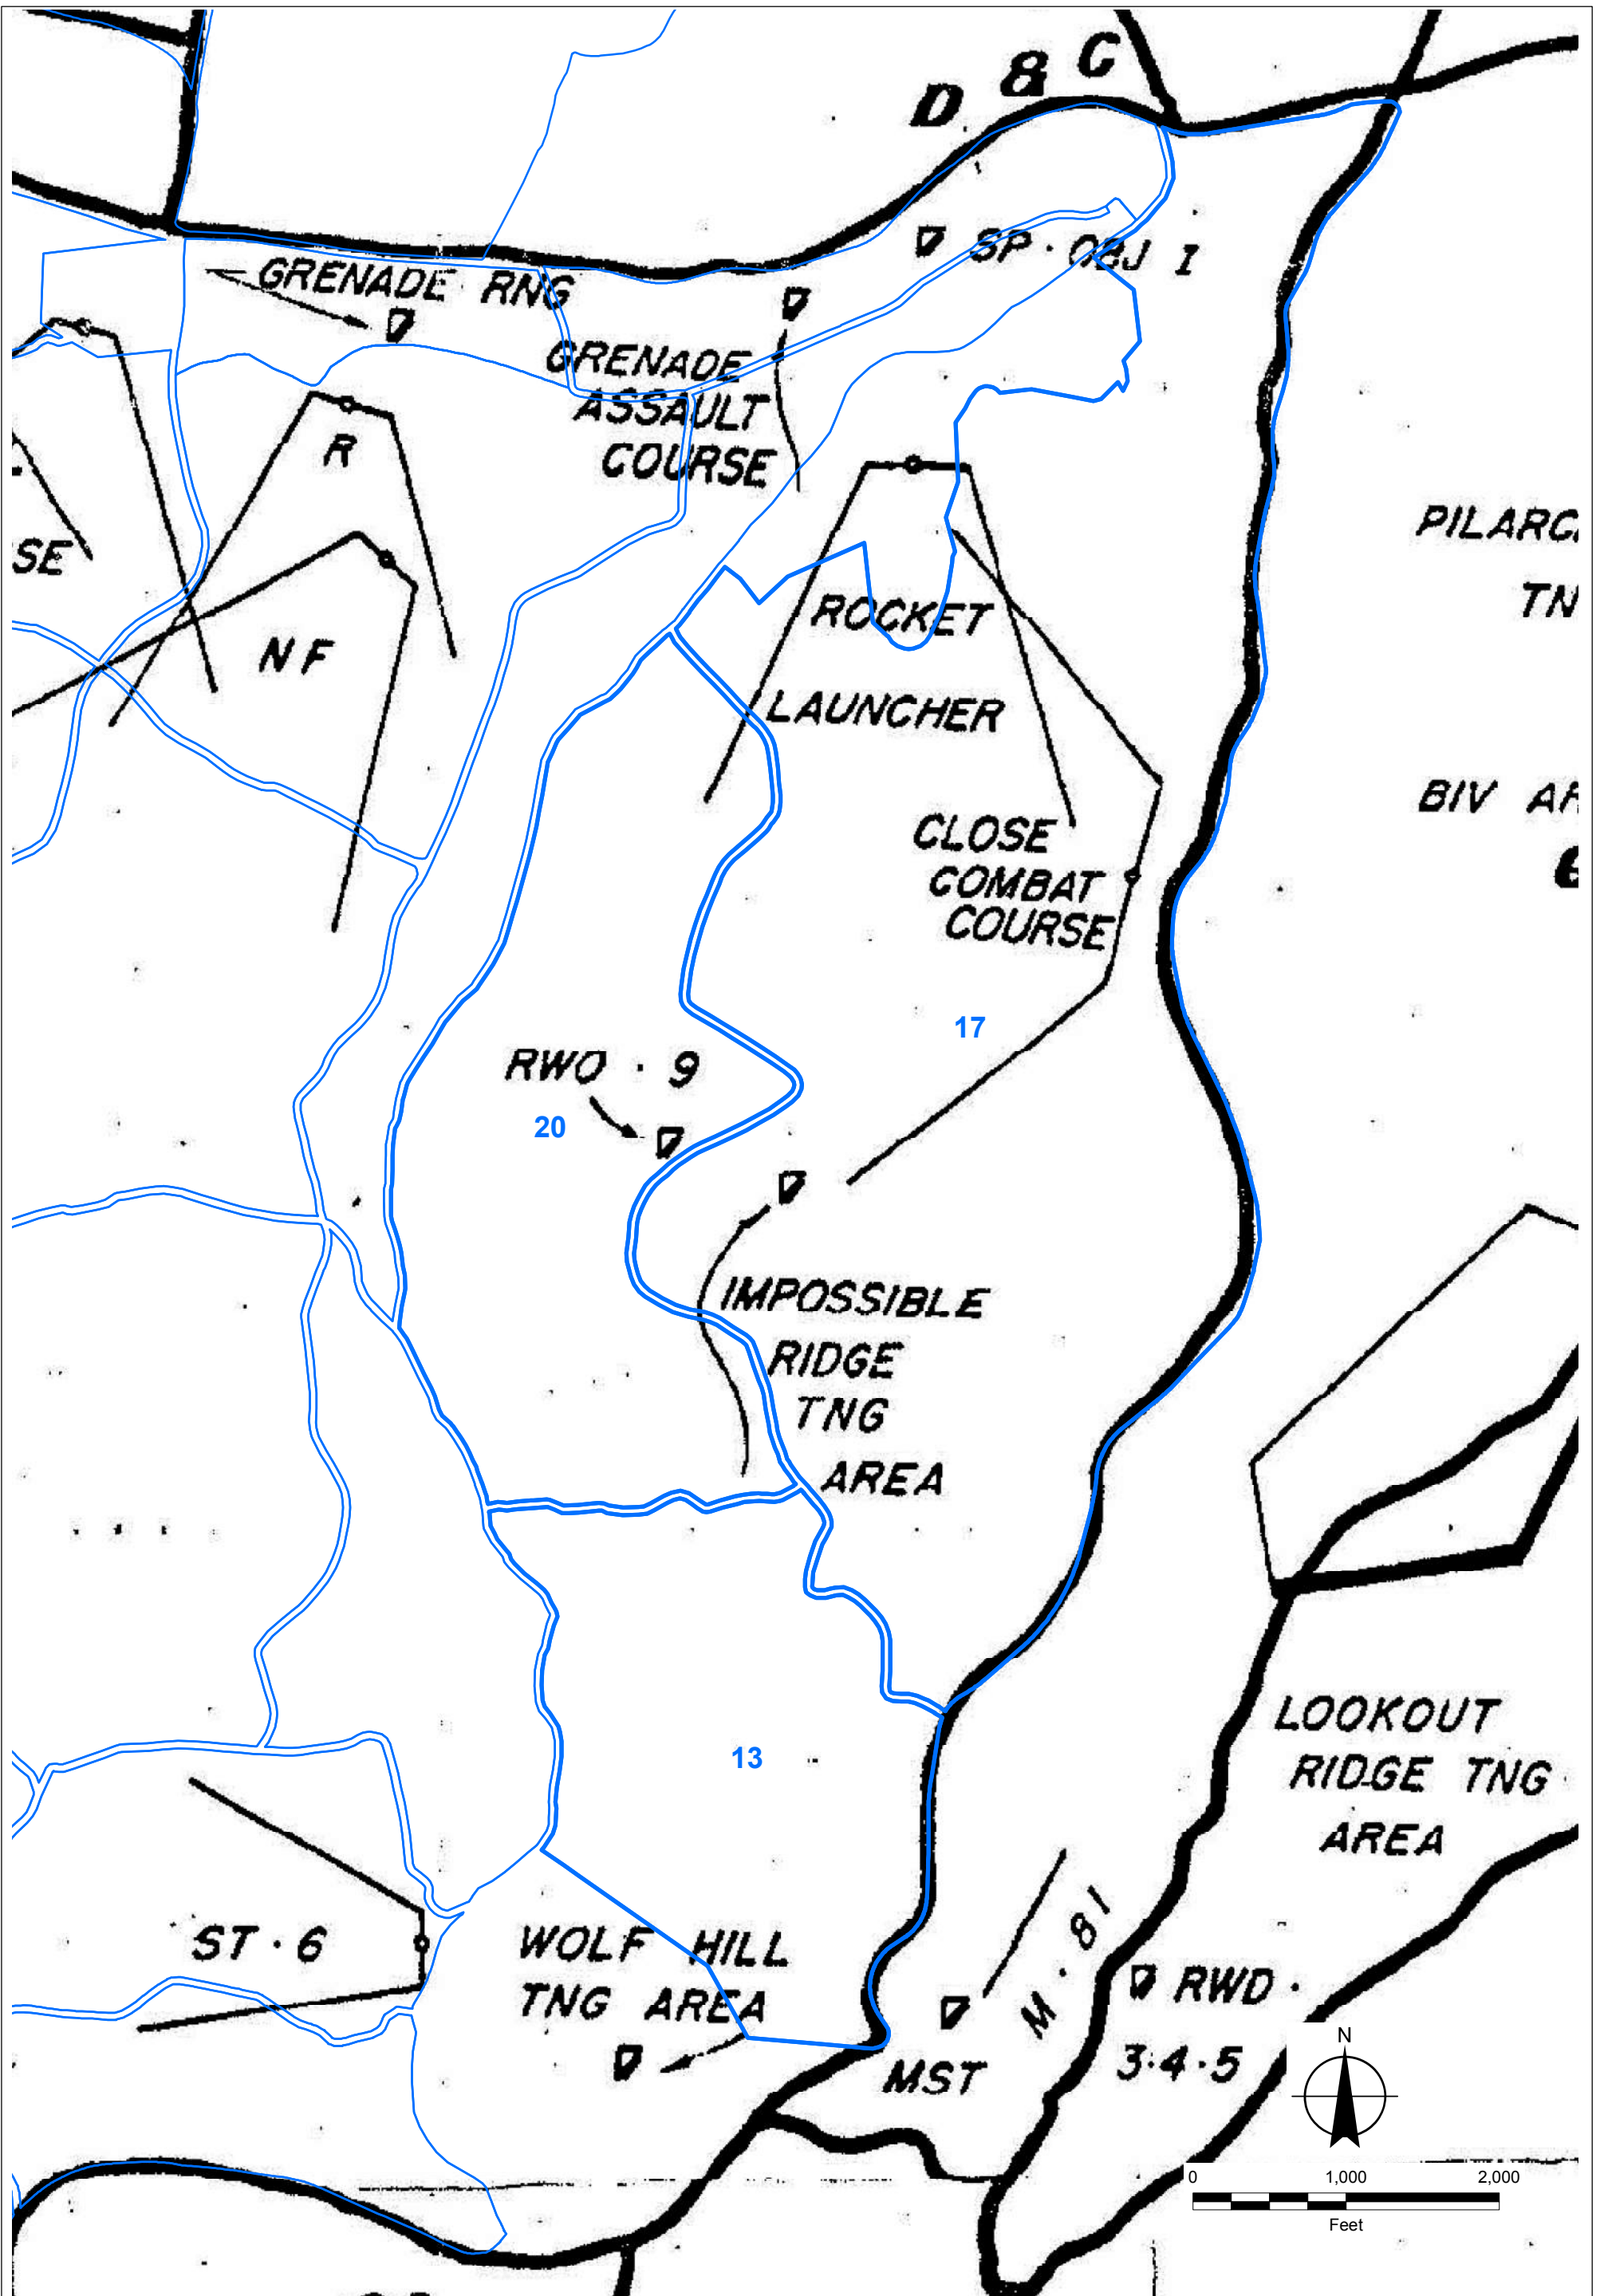 D & G
SP · OBJ I
GRENADE RNG
GRENADE
ASSAULT
COURSE
R
SE
NF
PILARC
TN
ROCKET
LAUNCHER
BIV AR
6
CLOSE
COMBAT
COURSE
17
RWO · 9
20
IMPOSSIBLE
RIDGE
TNG
AREA
13
LOOKOUT
RIDGE TNG
AREA
ST · 6
WOLF HILL
TNG AREA
M · 81
RWD ·
3·4·5
MST
N
0 1,000 2,000
Feet